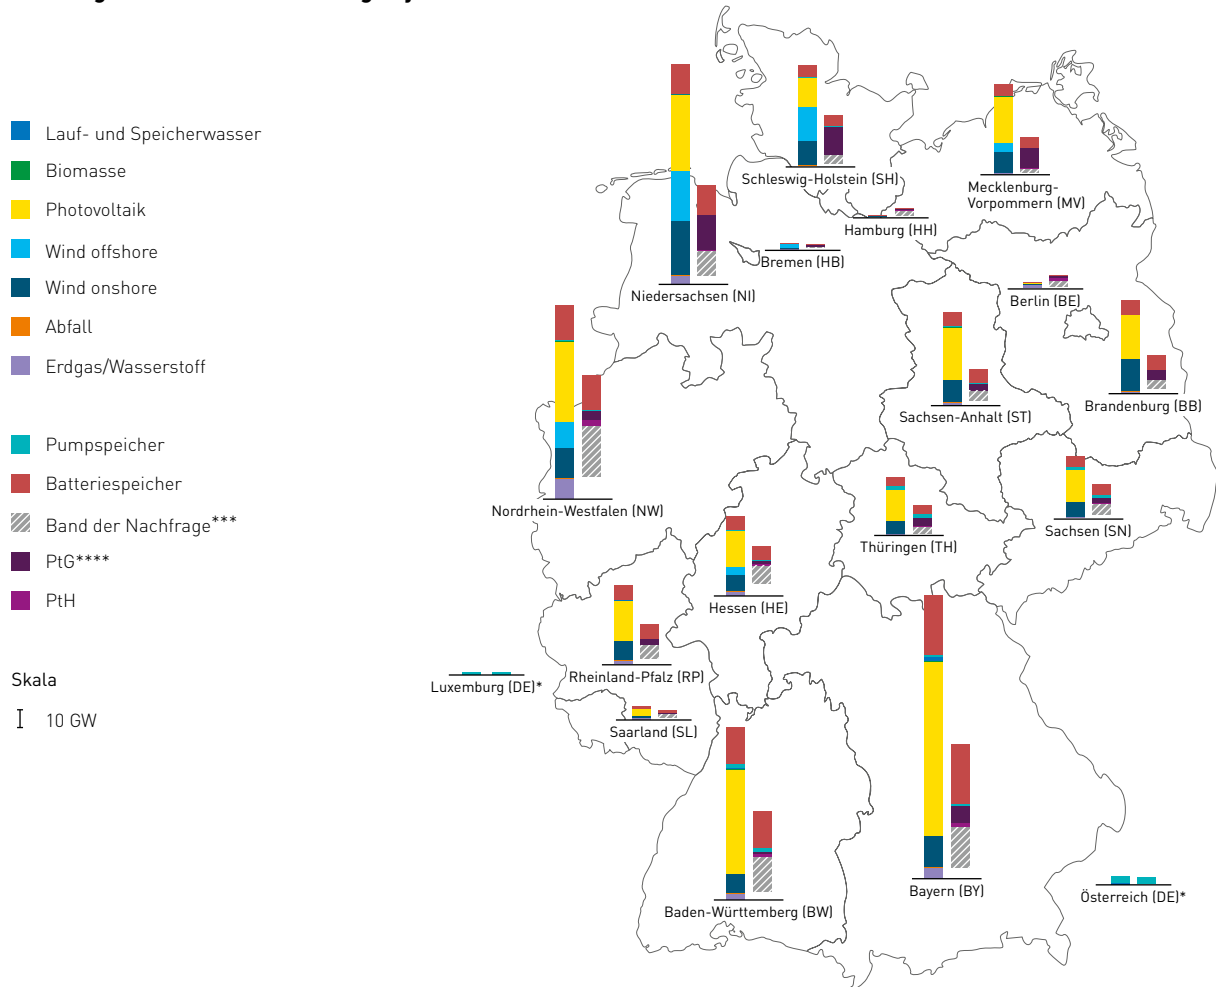 Lauf- und Speicherwasser
Biomasse
Photovoltaik
Wind offshore
Wind onshore
Abfall
Erdgas/Wasserstoff
Pumpspeicher
Batteriespeicher
Band der Nachfrage***
PtG****
PtH
Skala
10 GW
Schleswig-Holstein (SH)
Mecklenburg-
Vorpommern (MV)
Hamburg (HH)
Bremen (HB)
Niedersachsen (NI)
Berlin (BE)
Brandenburg (BB)
Sachsen-Anhalt (ST)
Nordrhein-Westfalen (NW)
Sachsen (SN)
Thüringen (TH)
Hessen (HE)
Rheinland-Pfalz (RP)
Luxemburg (DE)*
Saarland (SL)
Bayern (BY)
Österreich (DE)*
Baden-Württemberg (BW)